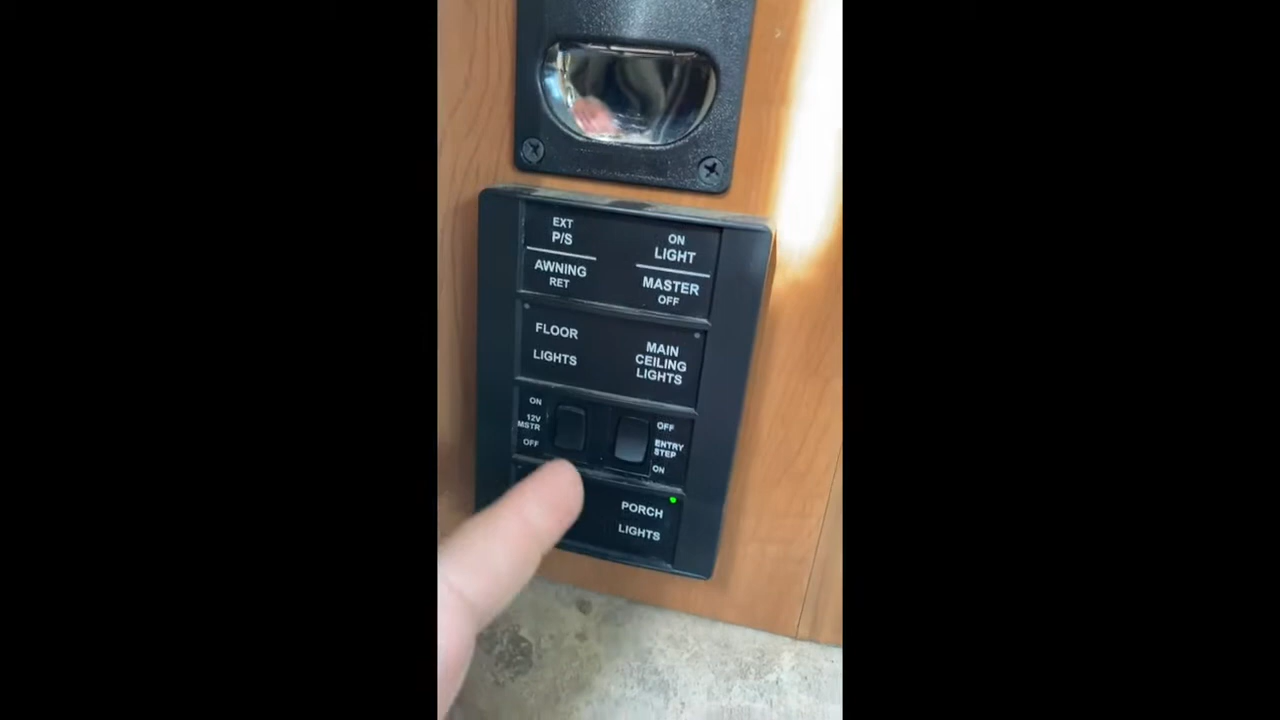 EXT
P/S
AWNING
RET
ON
LIGHT
MASTER
OFF
FLOOR
LIGHTS
MAIN
CEILING
LIGHTS
ON
12V
MSTR
OFF
OFF
ENTRY
STEP
ON
PORCH
LIGHTS